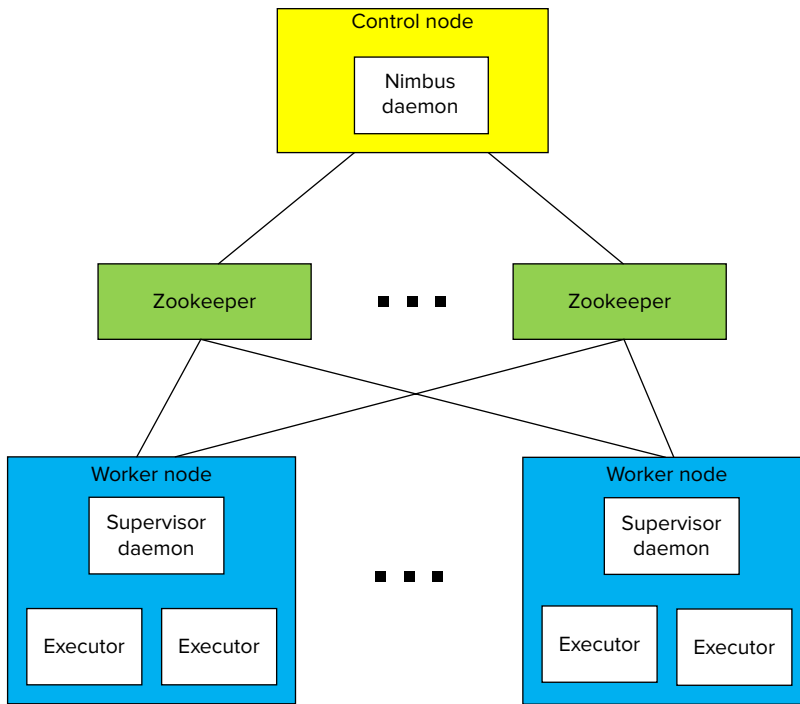 Control node
Nimbus
daemon
Zookeeper
Zookeeper
Worker node
Supervisor
daemon
Executor
Executor
Worker node
Supervisor
daemon
Executor
Executor